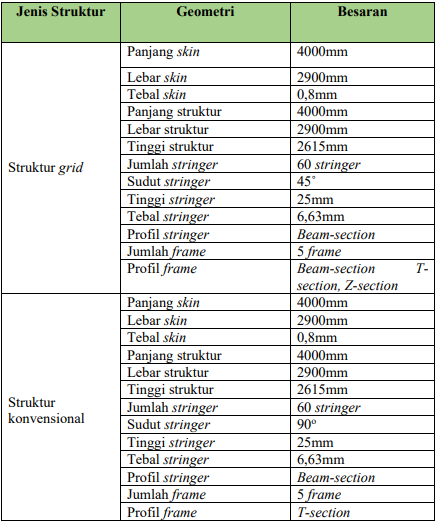 Jenis Struktur Geometri Besaran
Struktur grid
Panjang skin 4000mm
Lebar skin 2900mm
Tebal skin 0,8mm
Panjang struktur 4000mm
Lebar struktur 2900mm
Tinggi struktur 2615mm
Jumlah stringer 60 stringer
Sudut stringer 45˚
Tinggi stringer 25mm
Tebal stringer 6,63mm
Profil stringer Beam-section
Jumlah frame 5 frame
Profil frame Beam-section T-
section, Z-section
Struktur
konvensional
Panjang skin 4000mm
Lebar skin 2900mm
Tebal skin 0,8mm
Panjang struktur 4000mm
Lebar struktur 2900mm
Tinggi struktur 2615mm
Jumlah stringer 60 stringer
Sudut stringer 90º
Tinggi stringer 25mm
Tebal stringer 6,63mm
Profil stringer Beam-section
Jumlah frame 5 frame
Profil frame T-section